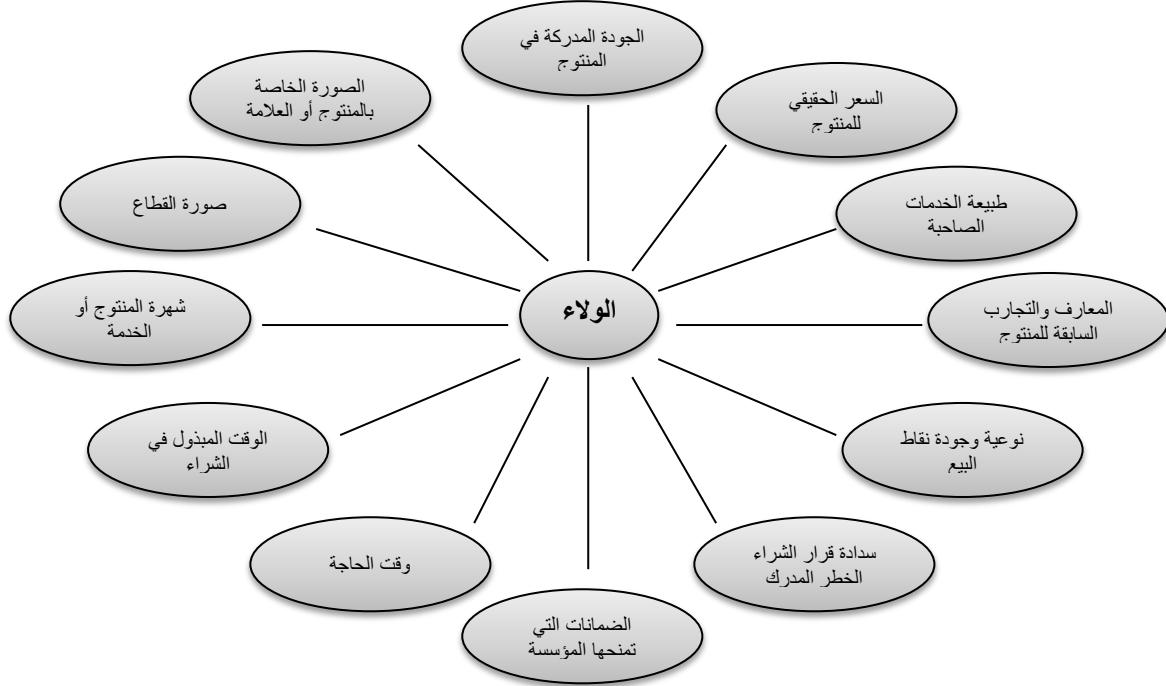 الجودة المدركة في
المنتوج
السعر الحقيقي
للمنتوج
الصورة الخاصة
بالمنتوج أو العلامة
طبيعة الخدمات
الصاحبة
صورة القطاع
المعارف والتجارب
السابقة للمنتوج
الولاء
شهرة المنتوج أو
الخدمة
نوعية وجودة نقاط
البيع
الوقت المبذول في
الشراء
سدادة قرار الشراء
الخطر المدرك
وقت الحاجة
الضمانات التي
تمنحها المؤسسة